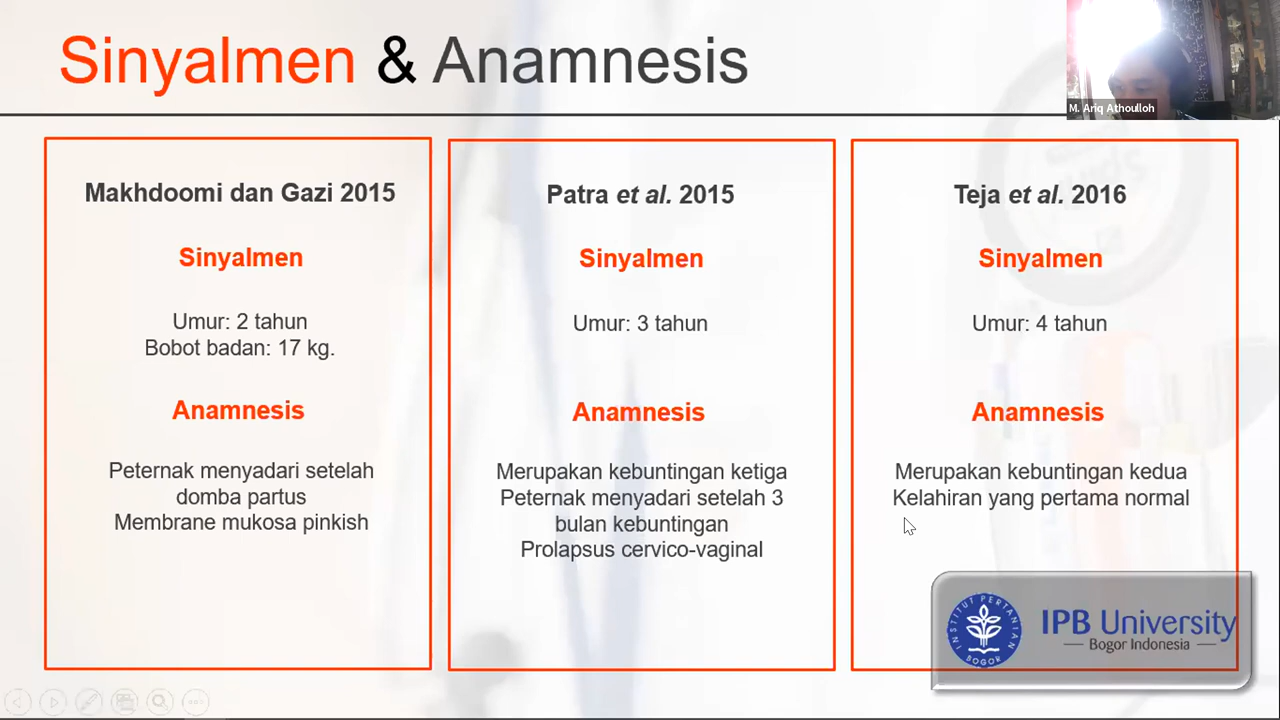 Sinyalmen & Anamnesis
M. Ariq Athoulloh
Makhdoomi dan Gazi 2015
Sinyalmen
Umur: 2 tahun
Bobot badan: 17 kg.
Anamnesis
Peternak menyadari setelah
domba partus
Membrane mukosa pinkish
Patra et al. 2015
Sinyalmen
Umur: 3 tahun
Anamnesis
Merupakan kebuntingan ketiga
Peternak menyadari setelah 3
bulan kebuntingan
Prolapsus cervico-vaginal
Teja et al. 2016
Sinyalmen
Umur: 4 tahun
Anamnesis
Merupakan kebuntingan kedua
Kelahiran yang pertama normal
INSTITUT PERTANIAN
BOGOR
IPB University
Bogor Indonesia